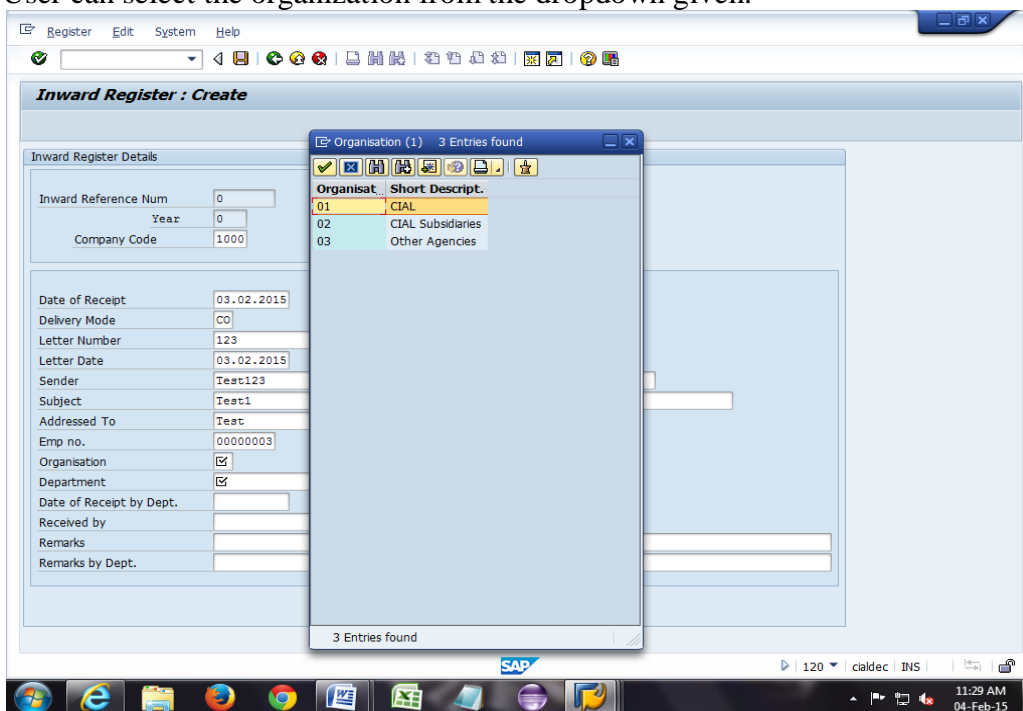 User can select the organization from the dropdown given.
Register Edit System Help
Inward Register : Create
Organisation (1) 3 Entries found
Inward Register Details
Organisat... Short Descript.
Inward Reference Num 0
01 CIAL
Year 0
02 CIAL Subsidiaries
Company Code 1000
03 Other Agencies
Date of Receipt 03.02.2015
Delivery Mode CO
Letter Number 123
Letter Date 03.02.2015
Sender Test123
Subject Test1
Addressed To Test
Emp no. 00000003
Organisation
Department
Date of Receipt by Dept.
Received by
Remarks
Remarks by Dept.
3 Entries found
SAP
120 cialdec INS
11:29 AM
04-Feb-15